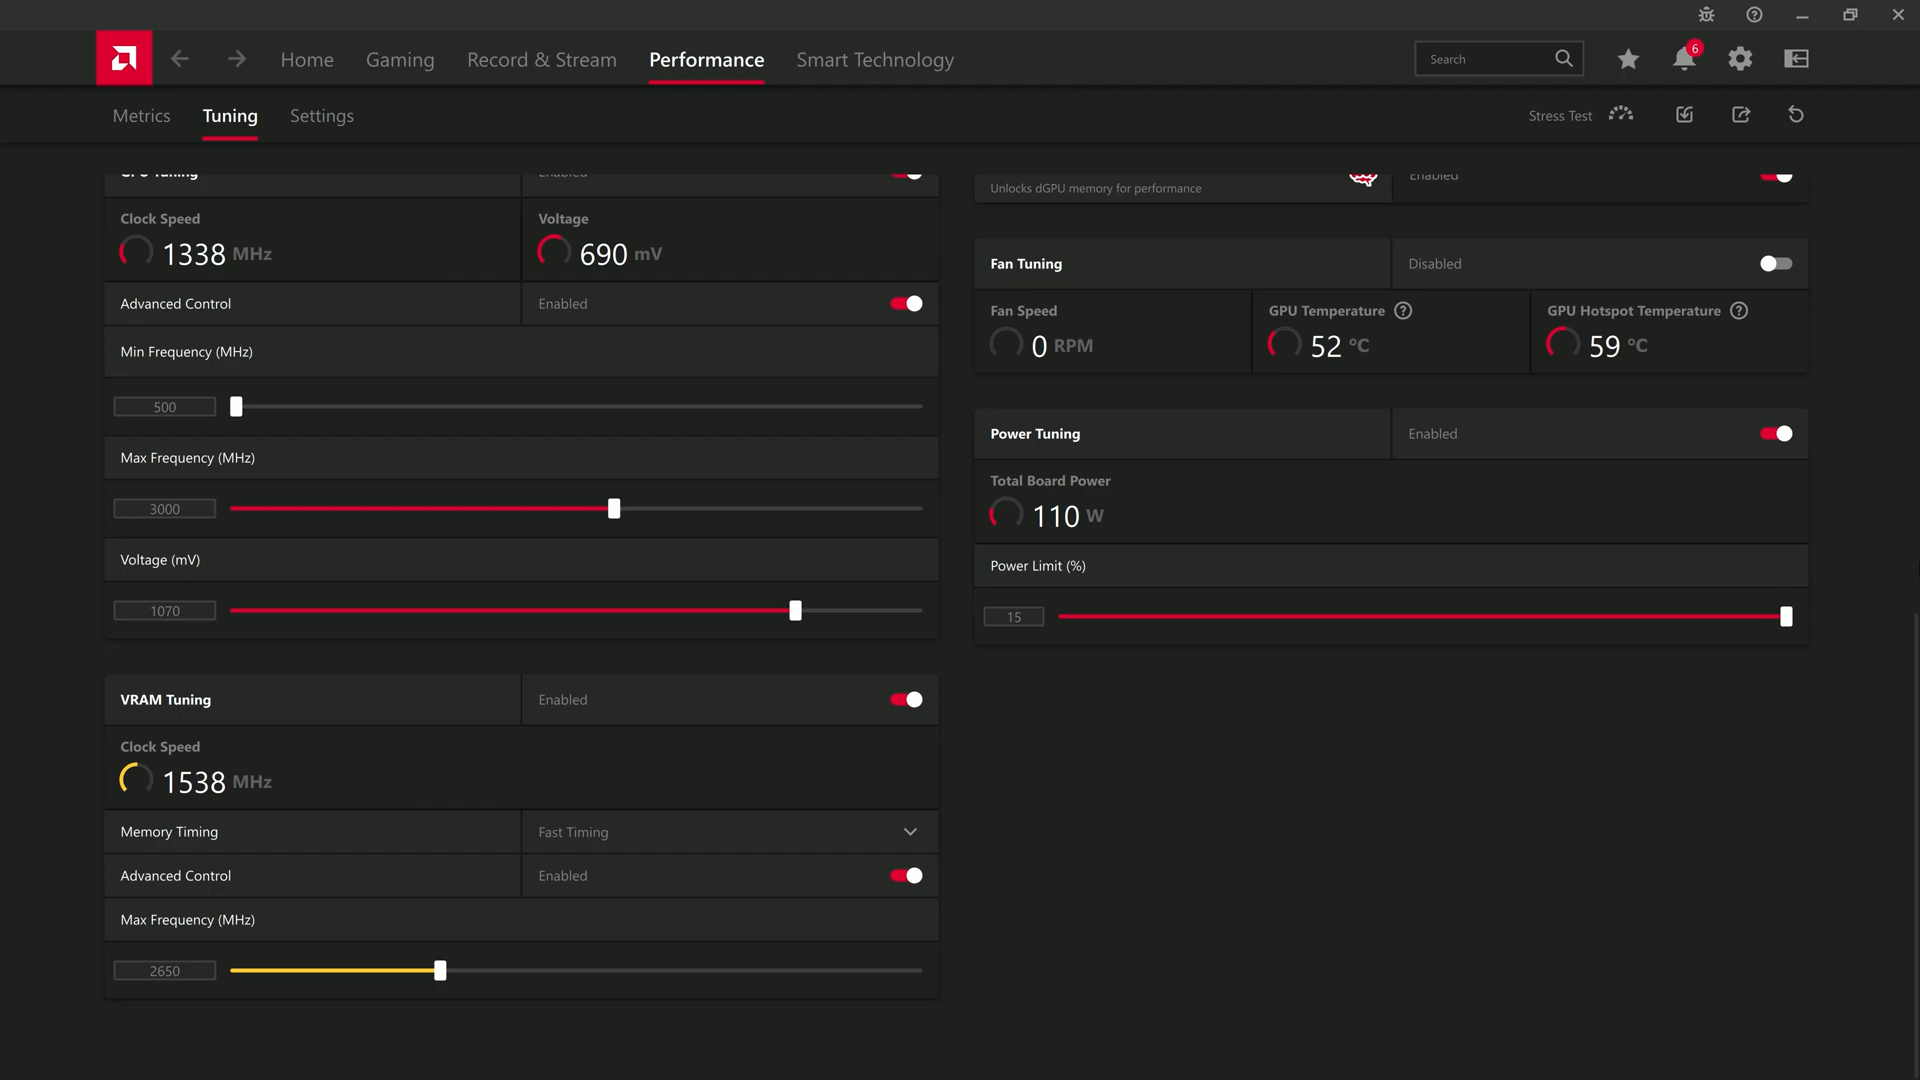 6
Home Gaming Record & Stream Performance Smart Technology Search
Metrics Tuning Settings Stress Test
GPU Tuning Enabled
Clock Speed Voltage
1338 MHz 690 mV
Advanced Control Enabled
Min Frequency (MHz)
500
Max Frequency (MHz)
3000
Voltage (mV)
1070
VRAM Tuning Enabled
Clock Speed
1538 MHz
Memory Timing Fast Timing
Advanced Control Enabled
Max Frequency (MHz)
2650
Unlocks dGPU memory for performance Enabled
Fan Tuning Disabled
Fan Speed GPU Temperature ? GPU Hotspot Temperature ?
0 RPM 52 °C 59 °C
Power Tuning Enabled
Total Board Power
110 W
Power Limit (%)
15